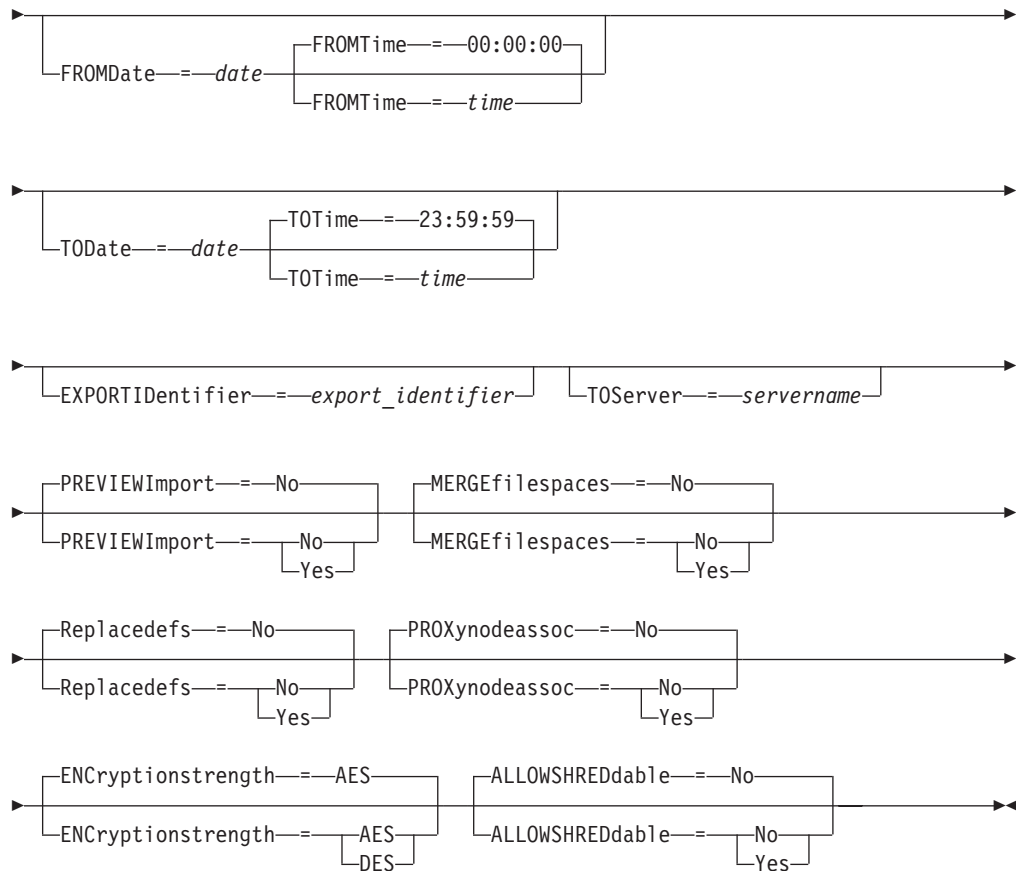 FROMTime = 00:00:00
FROMDate = date
FROMTime = time
TOTime = 23:59:59
TODate = date
TOTime = time
EXPORTIDentifier = export_identifier TOServer = servername
PREVIEWImport = No MERGEfilespaces = No
PREVIEWImport = No MERGEfilespaces = No
Yes Yes
Replacedefs = No PROXynodeassoc = No
Replacedefs = No PROXynodeassoc = No
Yes Yes
ENCryptionstrength = AES ALLOWSHREDdable = No
ENCryptionstrength = AES ALLOWSHREDdable = No
DES Yes